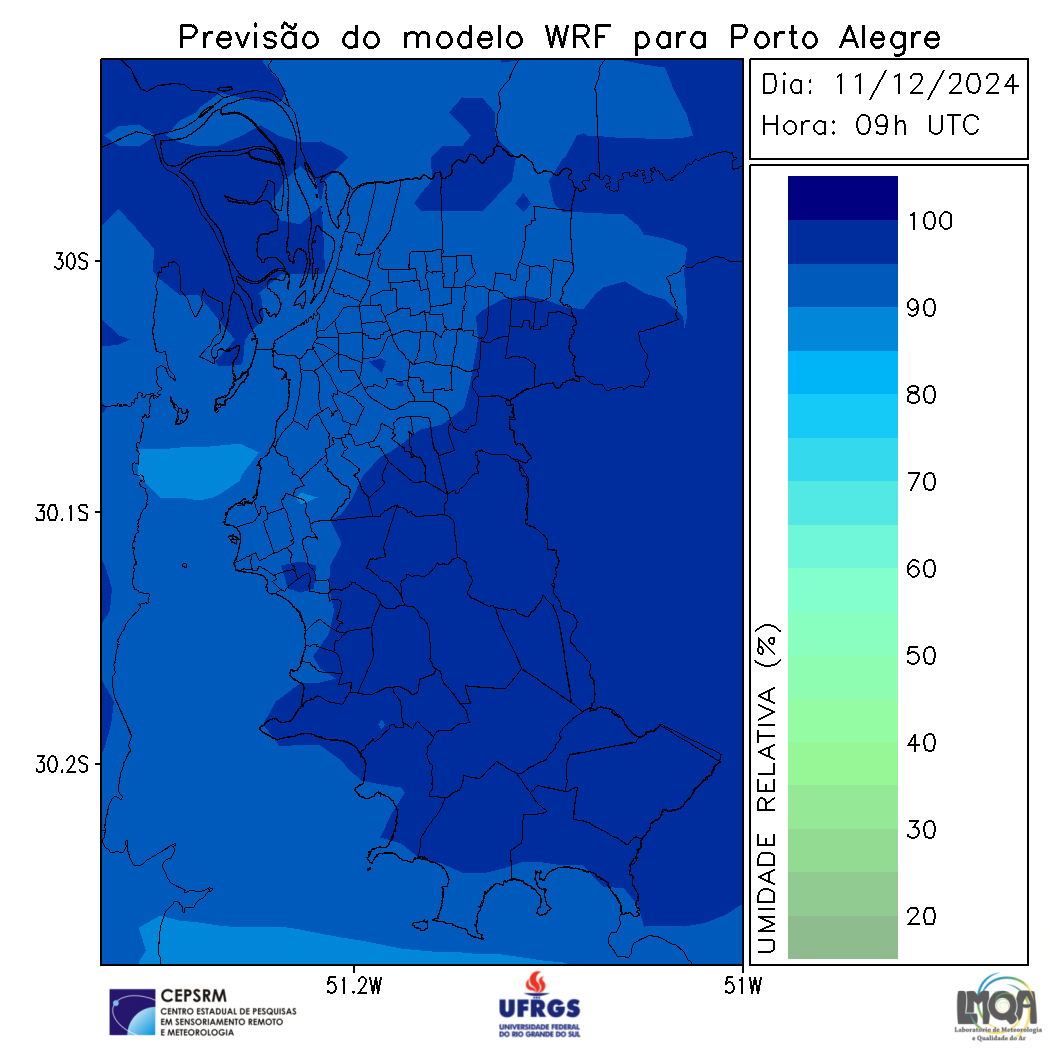 Previsão do modelo WRF para Porto Alegre
Dia: 11/12/2024
Hora: 09h UTC
30S
30.1S
30.2S
51.2W
51W
100
90
80
70
60
50
40
30
20
UMIDADE RELATIVA (%)
CEPSRM
CENTRO ESTADUAL DE PESQUISAS
EM SENSORIAMENTO REMOTO
E METEOROLOGIA
UFRGS
UNIVERSIDADE FEDERAL
DO RIO GRANDE DO SUL
LMQA
Laboratório de Meteorologia
e Qualidade do Ar